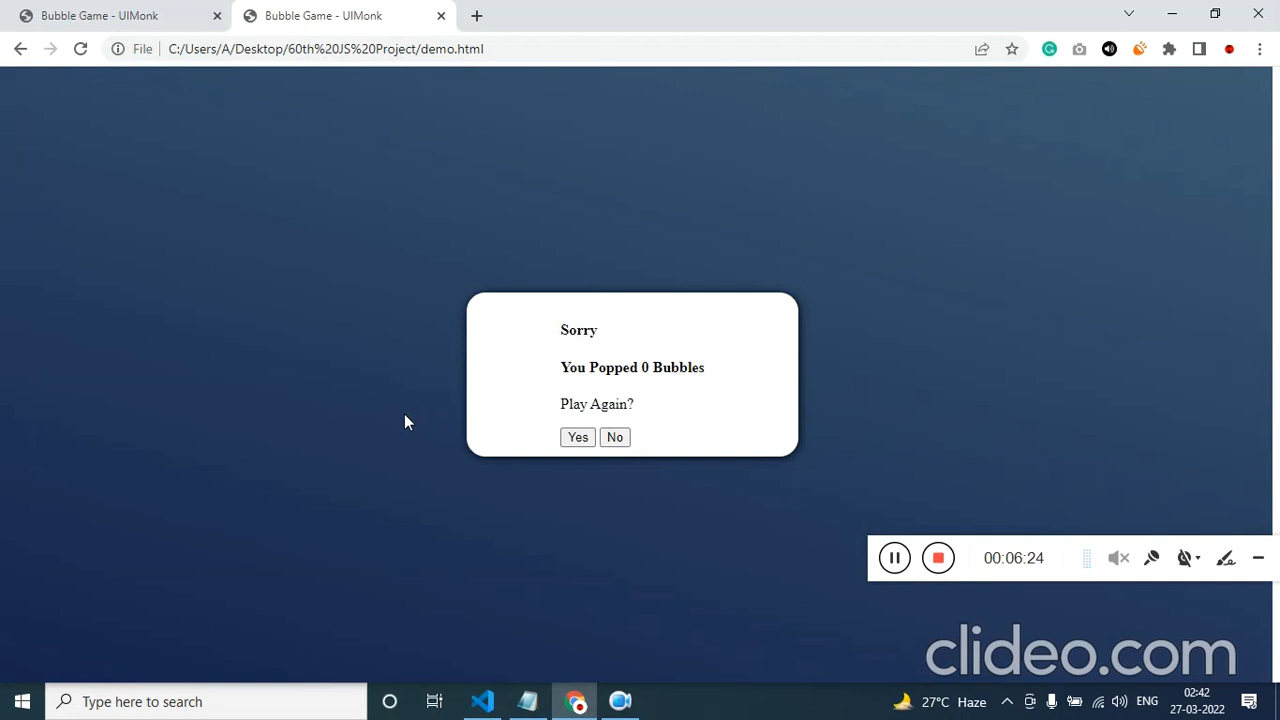 Bubble Game - UIMonk
Bubble Game - UIMonk
File
C:/Users/A/Desktop/60th%20JS%20Project/demo.html
Sorry
You Popped 0 Bubbles
Play Again?
Yes No
00:06:24
clideo.com
Type here to search
27°C Haze
ENG
02:42
27-03-2022